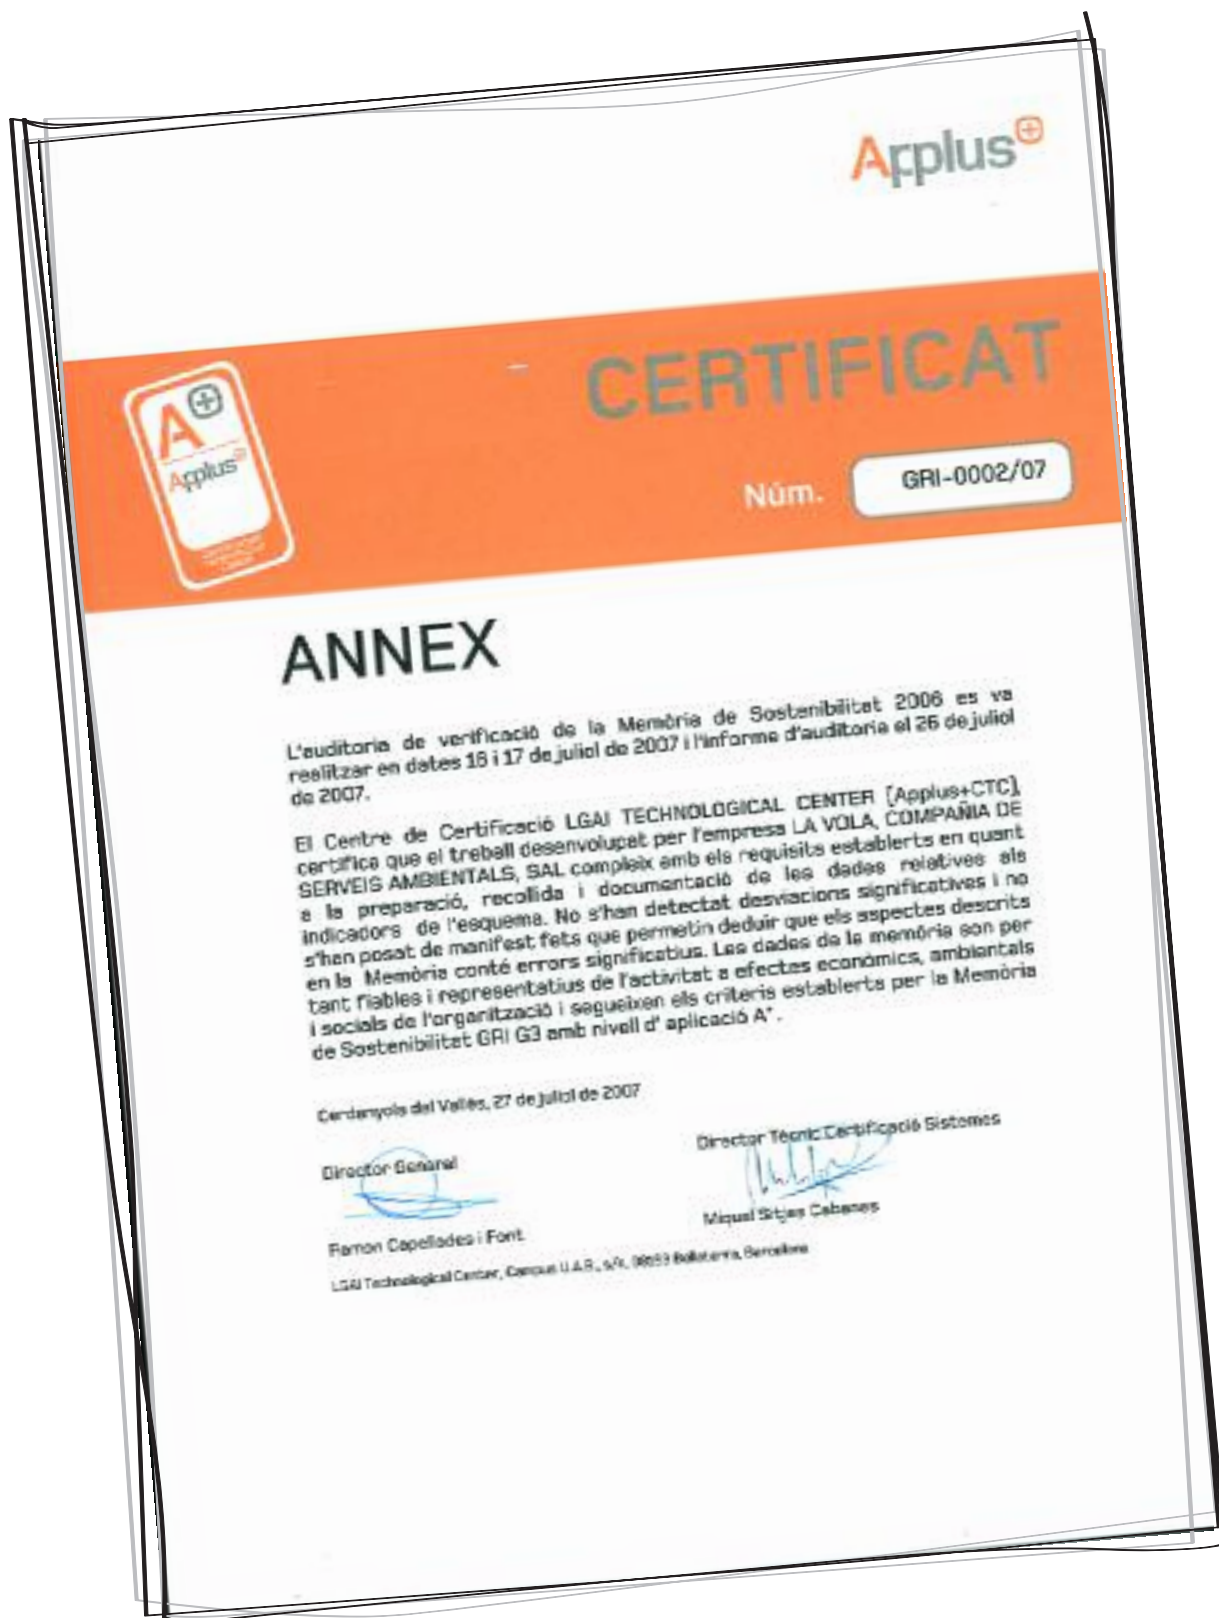 Applus+
CERTIFICAT
A+
Applus+
Núm.
GRI-0002/07
ANNEX
L'auditoria de verificació de la Memòria de Sostenibilitat 2006 es va
realitzar en dates 16 i 17 de juliol de 2007 i l'informe d'auditoria el 26 de juliol
de 2007.
El Centre de Certificació LGAI TECHNOLOGICAL CENTER (Applus+CTC),
certifica que el treball desenvolupat per l'empresa LA VOLA, COMPAÑIA DE
SERVEIS AMBIENTALS, SAL compleix amb els requisits establerts en quant
a la preparació, recollida i documentació de les dades relatives als
indicadors de l'esquema. No s'han detectat desviacions significatives i no
s'han posat de manifest fets que permetin deduir que els aspectes descrits
en la Memòria conté errors significatius. Les dades de la memòria son per
tant fiables i representatius de l'activitat a efectes econòmics, ambientals
i socials de l'organització i segueixen els criteris establerts per la Memòria
de Sostenibilitat GRI G3 amb nivell d' aplicació A+.
Cerdanyola del Vallès, 27 de juliol de 2007
Director General
Director Tècnic Certificació Sistemes
Ramon Capellades i Font
Miquel Sitjes Cabanes
LGAI Technological Center, Campus U.A.B., s/n, 08193 Bellaterra, Barcelona